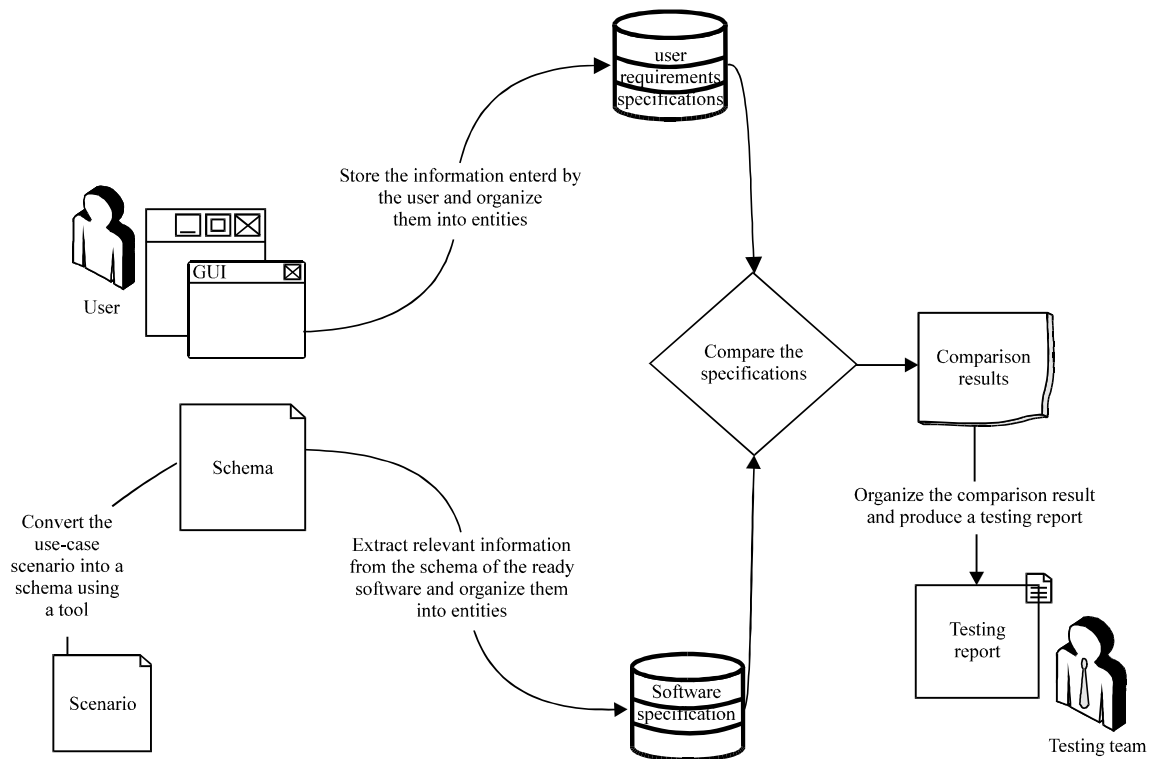 user
requirements
specifications
Store the information enterd by
the user and organize
them into entities
GUI
User
Compare the
specifications
Comparison
results
Schema
Convert the
use-case
scenario into a
schema using
a tool
Extract relevant information
from the schema of the ready
software and organize them
into entities
Organize the comparison result
and produce a testing report
Testing
report
Scenario
Software
specification
Testing team